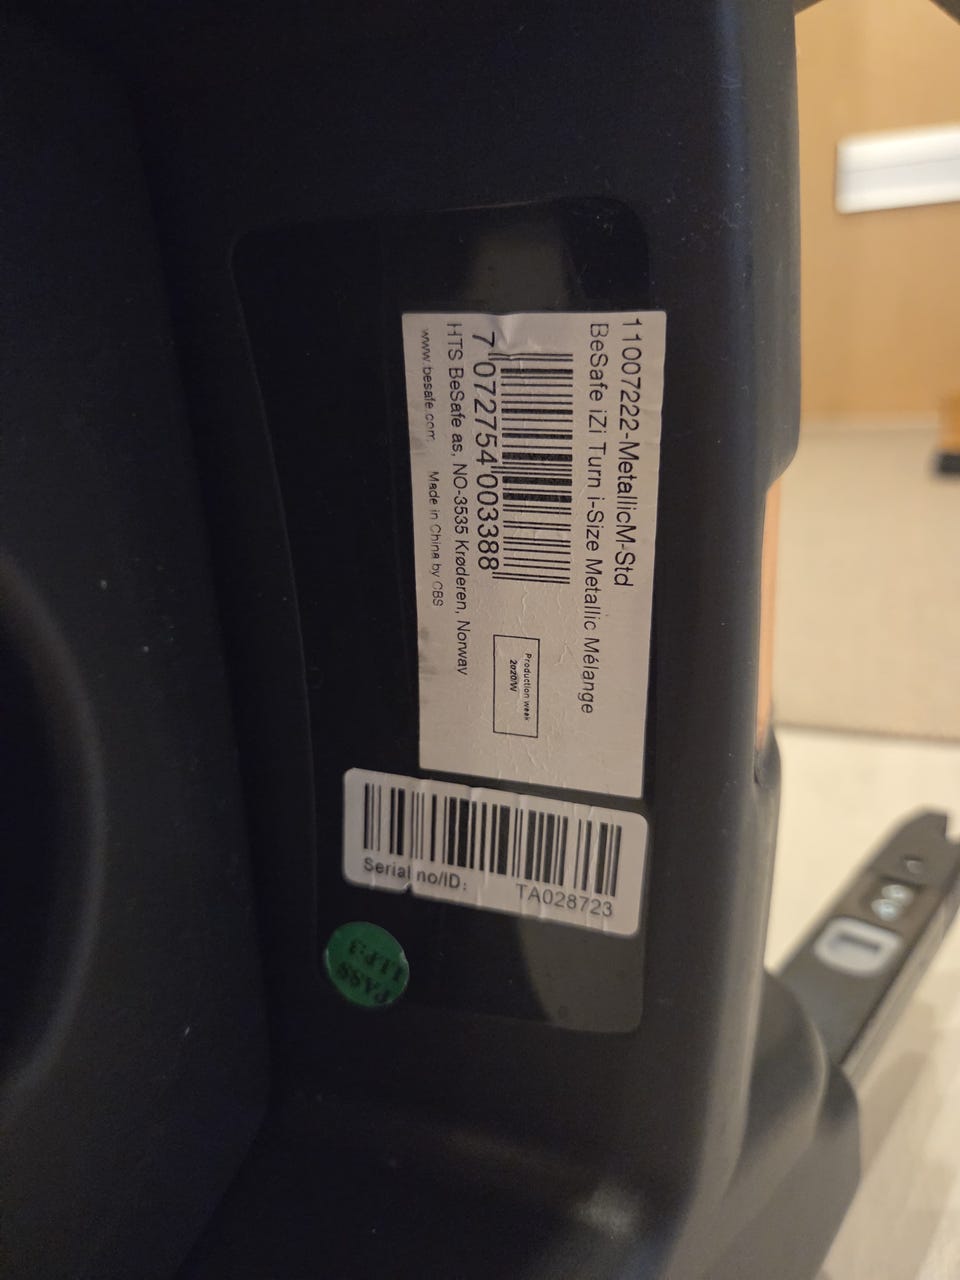 11007222-MetallicM-Std
BeSafe iZi Turn i-Size Metallic Mélange
7 072754 003388
Production week
2020/W
HTS BeSafe as, NO-3535 Krøderen, Norway
www.besafe.com Made in China by CBS
Serial no/ID: TA028723
PASS